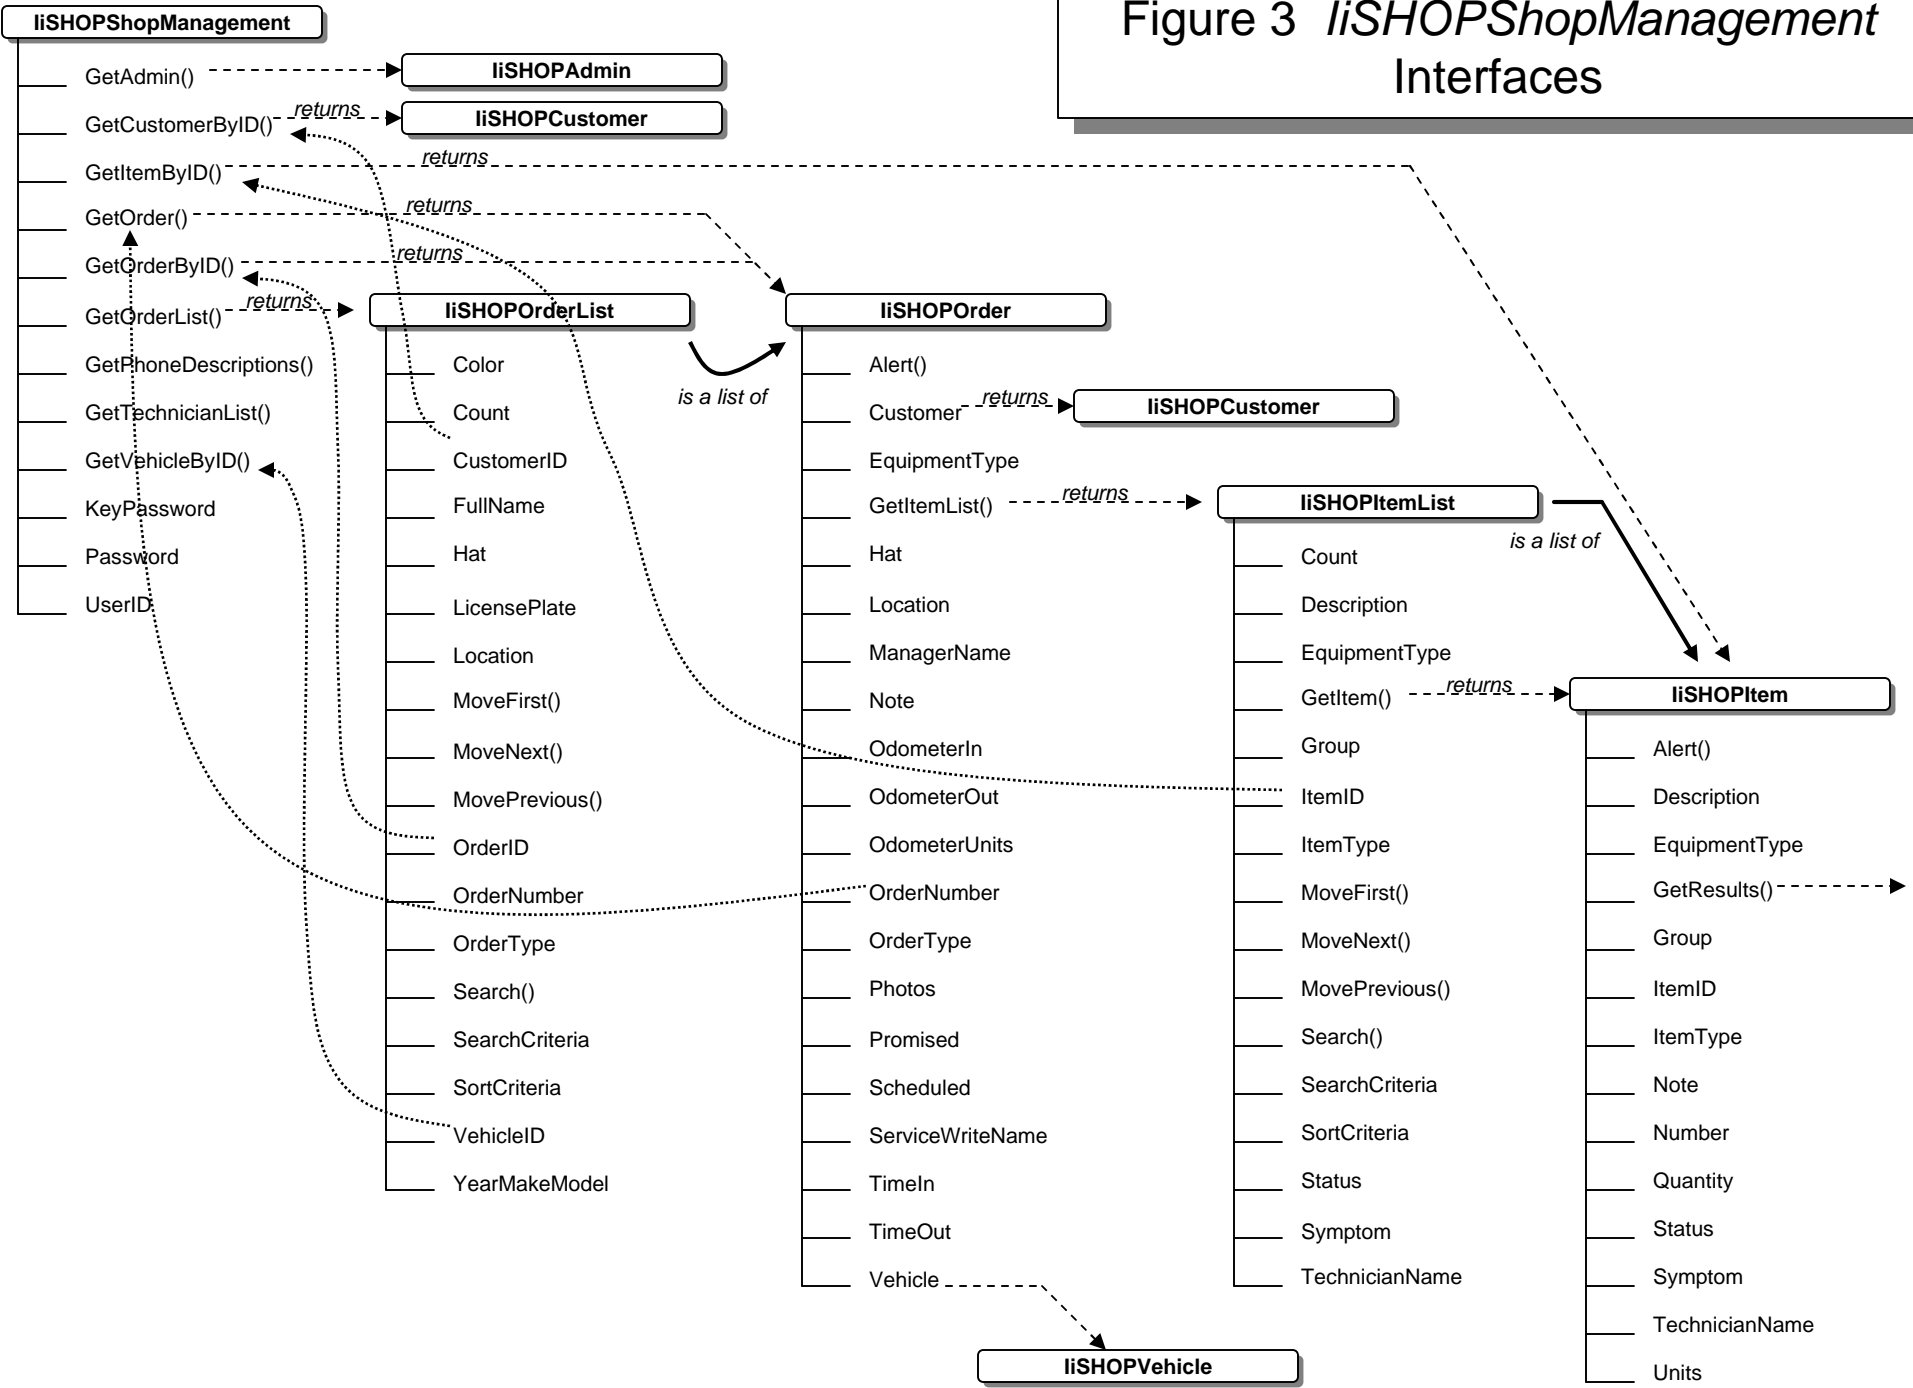 Figure 3 IiSHOPShopManagement
Interfaces
IiSHOPShopManagement
GetAdmin()
IiSHOPAdmin
GetCustomerByID()
returns
IiSHOPCustomer
GetItemByID()
returns
GetOrder()
returns
GetOrderByID()
returns
GetOrderList()
returns
GetPhoneDescriptions()
GetTechnicianList()
GetVehicleByID()
KeyPassword
Password
UserID
IiSHOPOrderList
is a list of
Color
Count
CustomerID
FullName
Hat
LicensePlate
Location
MoveFirst()
MoveNext()
MovePrevious()
OrderID
OrderNumber
OrderType
Search()
SearchCriteria
SortCriteria
VehicleID
YearMakeModel
IiSHOPOrder
Alert()
Customer
returns
IiSHOPCustomer
EquipmentType
GetItemList()
returns
Hat
Location
ManagerName
Note
OdometerIn
OdometerOut
OdometerUnits
OrderNumber
OrderType
Photos
Promised
Scheduled
ServiceWriteName
TimeIn
TimeOut
Vehicle
IiSHOPVehicle
IiSHOPItemList
is a list of
Count
Description
EquipmentType
GetItem()
returns
Group
ItemID
ItemType
MoveFirst()
MoveNext()
MovePrevious()
Search()
SearchCriteria
SortCriteria
Status
Symptom
TechnicianName
IiSHOPItem
Alert()
Description
EquipmentType
GetResults()
Group
ItemID
ItemType
Note
Number
Quantity
Status
Symptom
TechnicianName
Units